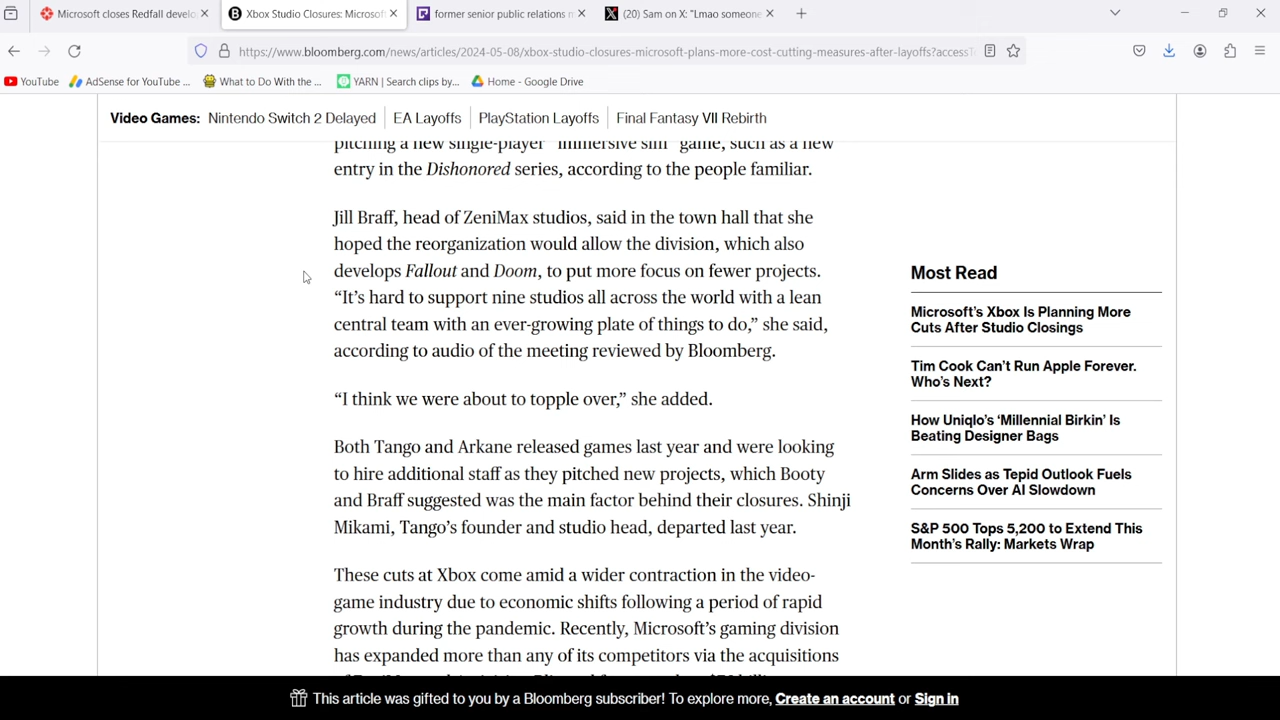 Microsoft closes Redfall develo
Xbox Studio Closures: Microsof
former senior public relations m
(20) Sam on X: "Lmao someone
https://www.bloomberg.com/news/articles/2024-05-08/xbox-studio-closures-microsoft-plans-more-cost-cutting-measures-after-layoffs?accessT
YouTube
AdSense for YouTube ...
What to Do With the ...
YARN | Search clips by...
Home - Google Drive
Video Games: Nintendo Switch 2 Delayed EA Layoffs PlayStation Layoffs Final Fantasy VII Rebirth
pitching a new single-player "immersive sim" game, such as a new
entry in the Dishonored series, according to the people familiar.
Jill Braff, head of ZeniMax studios, said in the town hall that she
hoped the reorganization would allow the division, which also
develops Fallout and Doom, to put more focus on fewer projects.
“It’s hard to support nine studios all across the world with a lean
central team with an ever-growing plate of things to do,” she said,
according to audio of the meeting reviewed by Bloomberg.
“I think we were about to topple over,” she added.
Both Tango and Arkane released games last year and were looking
to hire additional staff as they pitched new projects, which Booty
and Braff suggested was the main factor behind their closures. Shinji
Mikami, Tango’s founder and studio head, departed last year.
These cuts at Xbox come amid a wider contraction in the video-
game industry due to economic shifts following a period of rapid
growth during the pandemic. Recently, Microsoft’s gaming division
has expanded more than any of its competitors via the acquisitions
Most Read
Microsoft’s Xbox Is Planning More
Cuts After Studio Closings
Tim Cook Can’t Run Apple Forever.
Who’s Next?
How Uniqlo’s ‘Millennial Birkin’ Is
Beating Designer Bags
Arm Slides as Tepid Outlook Fuels
Concerns Over AI Slowdown
S&P 500 Tops 5,200 to Extend This
Month’s Rally: Markets Wrap
This article was gifted to you by a Bloomberg subscriber! To explore more, Create an account or Sign in